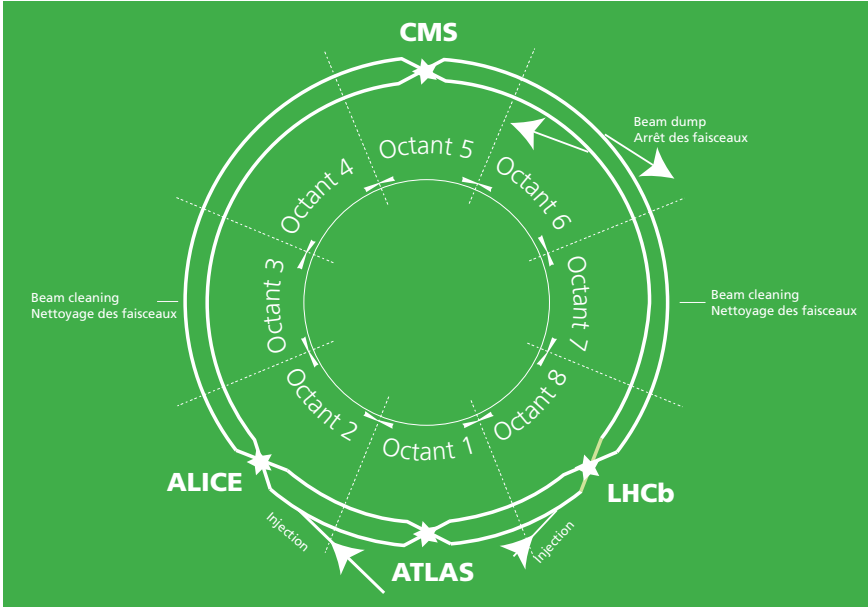 CMS
Beam dump
Arrêt des faisceaux
Octant 5
Octant 4
Octant 6
Octant 3
Octant 7
Beam cleaning
Nettoyage des faisceaux
Beam cleaning
Nettoyage des faisceaux
Octant 2
Octant 8
Octant 1
ALICE
LHCb
Injection
Injection
ATLAS